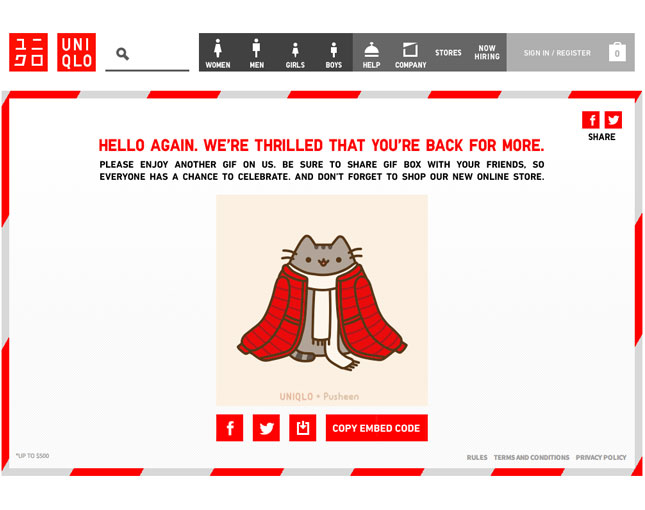 ユニ
クロ
UNI
QLO
WOMEN
MEN
GIRLS
BOYS
HELP
COMPANY
STORES
NOW
HIRING
SIGN IN / REGISTER
0
f
SHARE
HELLO AGAIN. WE'RE THRILLED THAT YOU'RE BACK FOR MORE.
PLEASE ENJOY ANOTHER GIF ON US. BE SURE TO SHARE GIF BOX WITH YOUR FRIENDS, SO
EVERYONE HAS A CHANCE TO CELEBRATE. AND DON'T FORGET TO SHOP OUR NEW ONLINE STORE.
UNIQLO + Pusheen
f
COPY EMBED CODE
*UP TO $500
RULES TERMS AND CONDITIONS PRIVACY POLICY